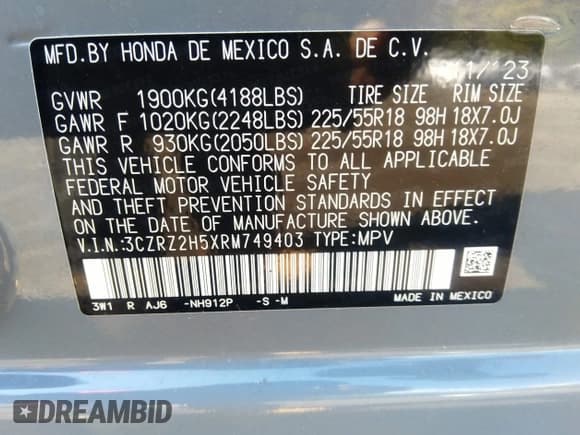 MFD.BY HONDA DE MEXICO S.A. DE C.V.
11/'23
GVWR 1900KG(4188LBS) TIRE SIZE RIM SIZE
GAWR F 1020KG(2248LBS) 225/55R18 98H 18X7.0J
GAWR R 930KG(2050LBS) 225/55R18 98H 18X7.0J
THIS VEHICLE CONFORMS TO ALL APPLICABLE
FEDERAL MOTOR VEHICLE SAFETY
AND THEFT PREVENTION STANDARDS IN EFFECT
ON THE DATE OF MANUFACTURE SHOWN ABOVE.
V.I.N.:3CZRZ2H5XRM749403 TYPE:MPV
3W1 R AJ6 -NH912P -S -M MADE IN MEXICO
DREAMBID